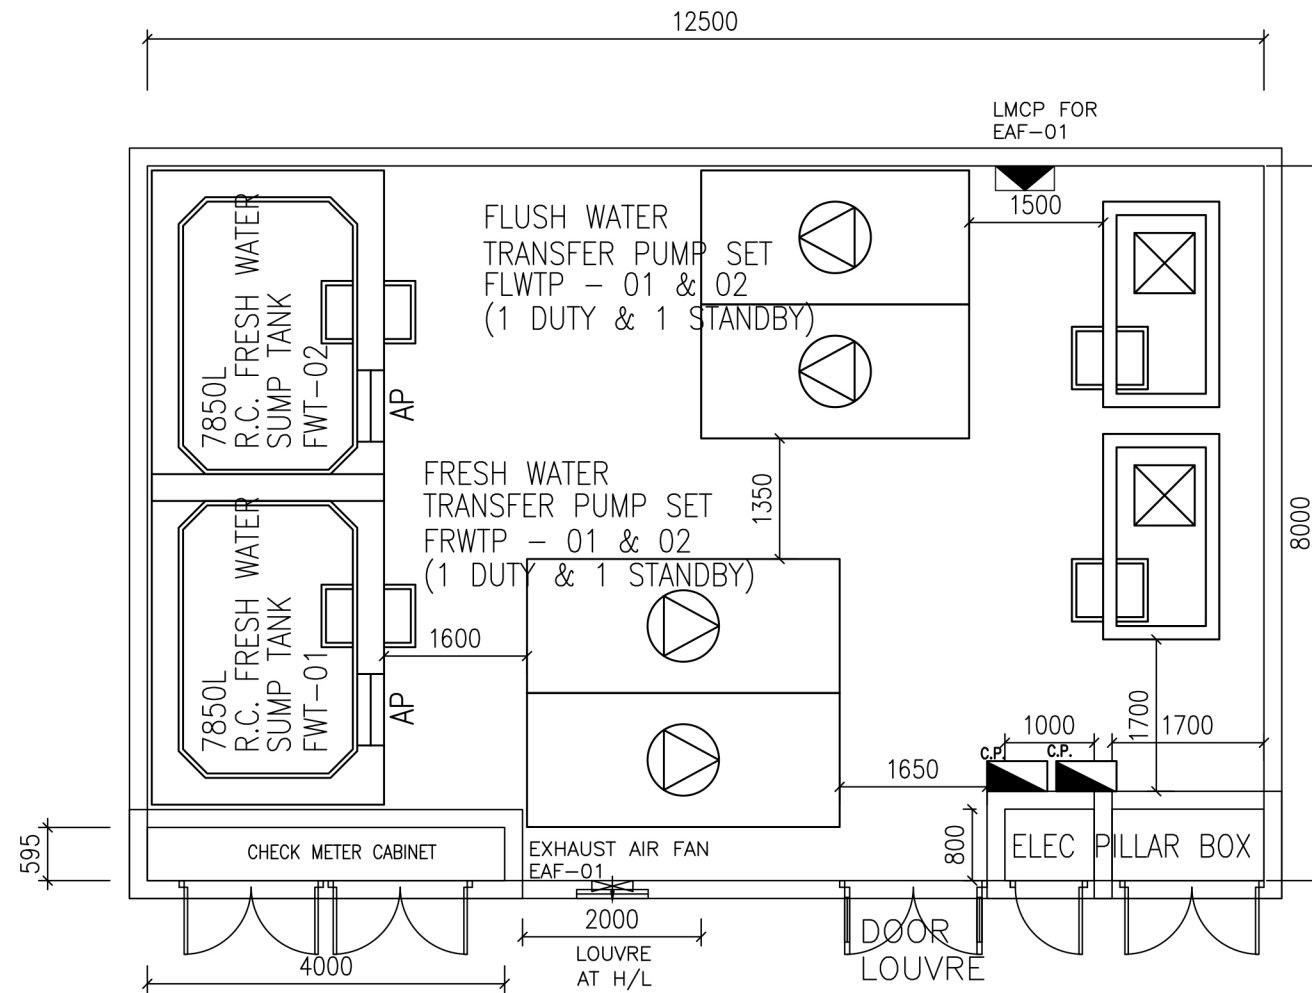 12500
LMCP FOR
EAF-01
1500
FLUSH WATER
TRANSFER PUMP SET
FLWTP - 01 & 02
(1 DUTY & 1 STANDBY)
7850L
R.C. FRESH WATER
SUMP TANK
FWT-02
AP
FRESH WATER
TRANSFER PUMP SET
FRWTP - 01 & 02
(1 DUTY & 1 STANDBY)
1350
8000
7850L
R.C. FRESH WATER
SUMP TANK
FWT-01
AP
1600
1700
1000
1700
C.P.
C.P.
1650
595
CHECK METER CABINET
EXHAUST AIR FAN
EAF-01
800
ELEC PILLAR BOX
2000
LOUVRE
AT H/L
DOOR
LOUVRE
4000